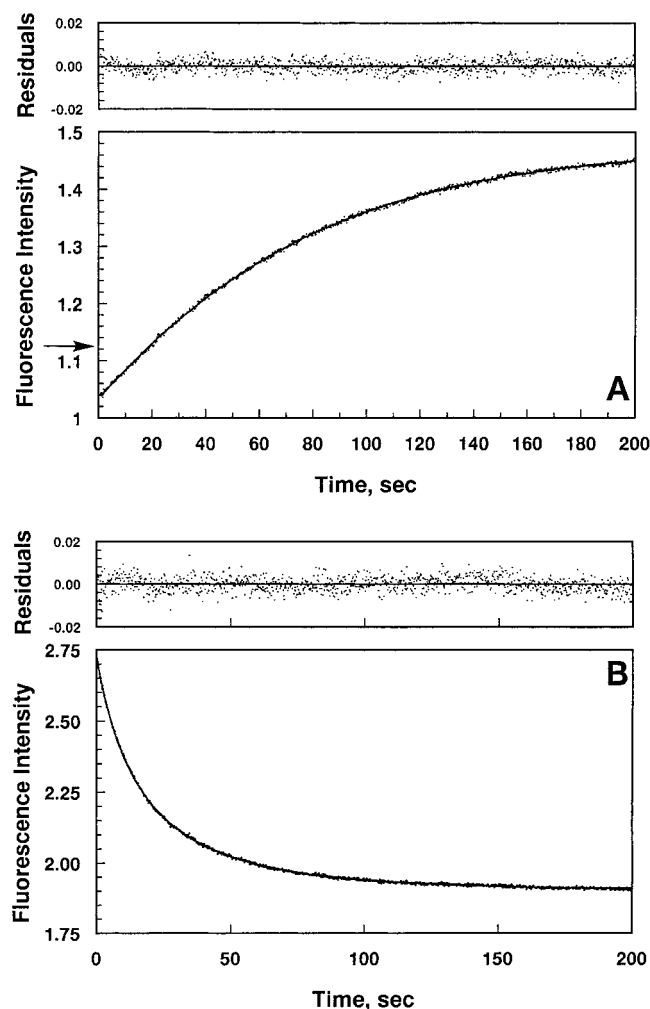 0.02
0.00
-0.02
Residuals
1.5
1.4
1.3
1.2
1.1
1
Fluorescence Intensity
A
0 20 40 60 80 100 120 140 160 180 200
Time, sec
0.02
0.00
-0.02
Residuals
2.75
2.50
2.25
2.00
1.75
Fluorescence Intensity
B
0 50 100 150 200
Time, sec